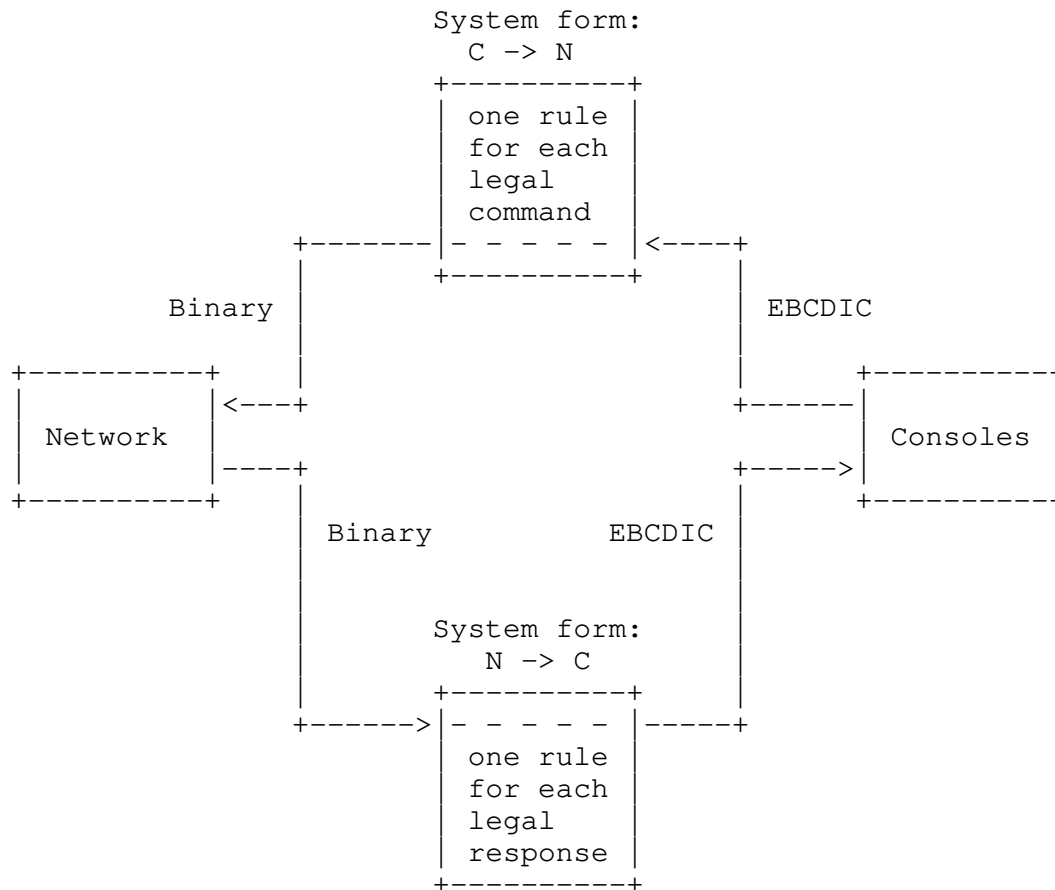 System form:
C -> N
one rule
for each
legal
command
Binary
EBCDIC
Network
Consoles
Binary
EBCDIC
System form:
N -> C
one rule
for each
legal
response